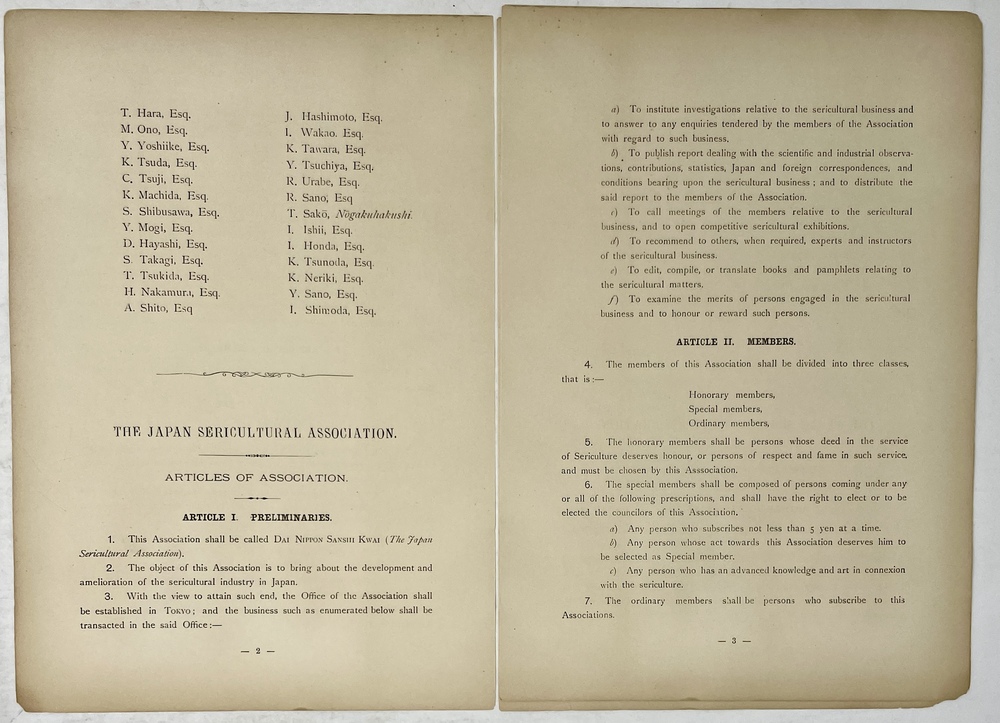 T. Hara, Esq.
M. Ono, Esq.
Y. Yoshiike, Esq.
K. Tsuda, Esq.
C. Tsuji, Esq.
K. Machida, Esq.
S. Shibusawa, Esq.
Y. Mogi, Esq.
D. Hayashi, Esq.
S. Takagi, Esq.
T. Tsukida, Esq.
H. Nakamura, Esq.
A. Shito, Esq
J. Hashimoto, Esq.
I. Wakao. Esq.
K. Tawara, Esq.
Y. Tsuchiya, Esq.
R. Urabe, Esq.
R. Sano, Esq
T. Sakō, Nōgakuhakushi.
I. Ishii, Esq.
I. Honda, Esq.
K. Tsunoda, Esq.
K. Neriki, Esq.
Y. Sano, Esq.
I. Shimoda, Esq.
THE JAPAN SERICULTURAL ASSOCIATION.
ARTICLES OF ASSOCIATION.
ARTICLE I. PRELIMINARIES.
1. This Association shall be called DAI NIPPON SANSHI KWAI (The Japan
Sericultural Association).
2. The object of this Association is to bring about the development and
amelioration of the sericultural industry in Japan.
3. With the view to attain such end, the Office of the Association shall
be established in TOKYO; and the business such as enumerated below shall be
transacted in the said Office:—
— 2 —
a) To institute investigations relative to the sericultural business and
to answer to any enquiries tendered by the members of the Association
with regard to such business.
b) To publish report dealing with the scientific and industrial observa-
tions, contributions, statistics, Japan and foreign correspondences, and
conditions bearing upon the sericultural business; and to distribute the
said report to the members of the Association.
c) To call meetings of the members relative to the sericultural
business, and to open competitive sericultural exhibitions.
d) To recommend to others, when required, experts and instructors
of the sericultural business.
e) To edit, compile, or translate books and pamphlets relating to
the sericultural matters.
f) To examine the merits of persons engaged in the sericultural
business and to honour or reward such persons.
ARTICLE II. MEMBERS.
4. The members of this Association shall be divided into three classes,
that is:—
Honorary members,
Special members,
Ordinary members,
5. The honorary members shall be persons whose deed in the service
of Sericulture deserves honour, or persons of respect and fame in such service,
and must be chosen by this Asssociation.
6. The special members shall be composed of persons coming under any
or all of the following prescriptions, and shall have the right to elect or to be
elected the councilors of this Association.
a) Any person who subscribes not less than 5 yen at a time.
b) Any person whose act towards this Association deserves him to
be selected as Special member.
c) Any person who has an advanced knowledge and art in connexion
with the sericulture.
7. The ordinary members shall be persons who subscribe to this
Associations.
— 3 —